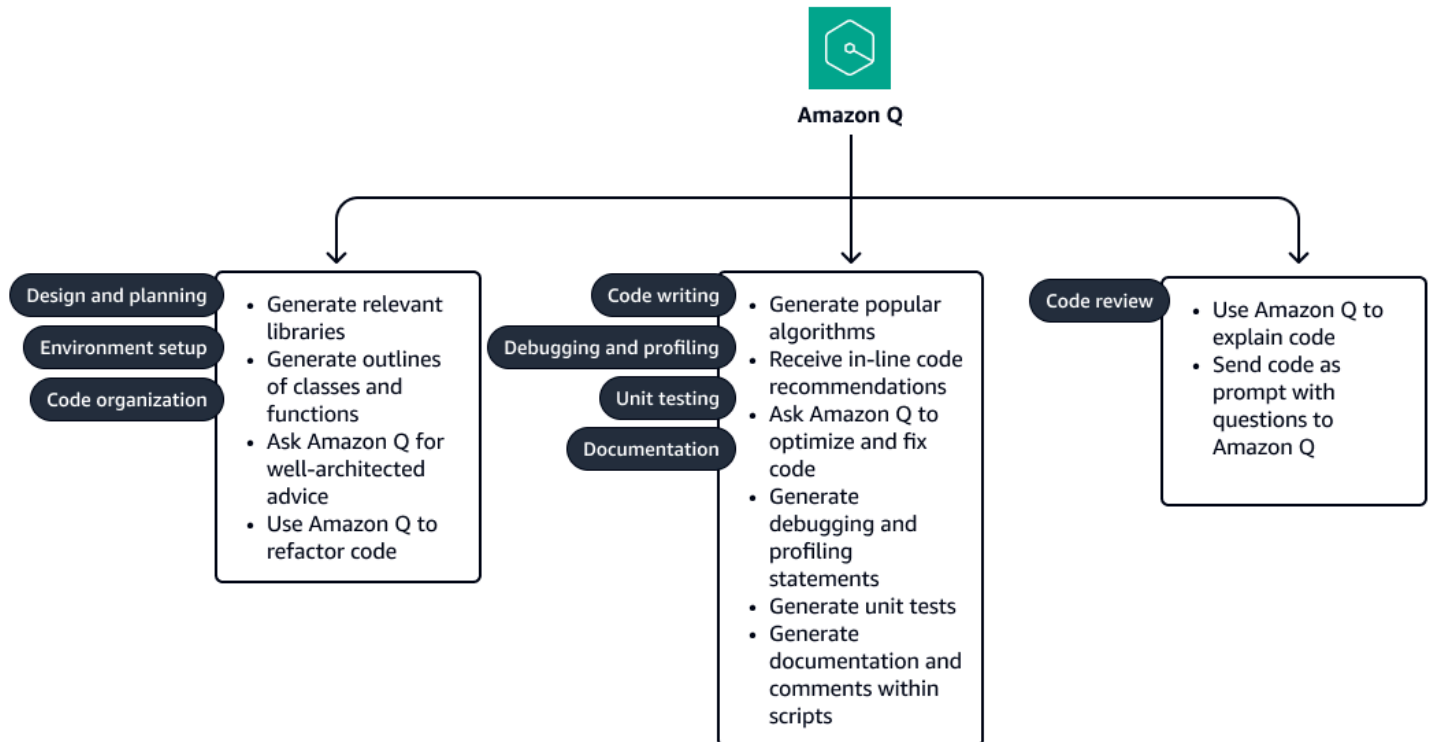 Amazon Q
Design and planning
Environment setup
Code organization
• Generate relevant
libraries
• Generate outlines
of classes and
functions
• Ask Amazon Q for
well-architected
advice
• Use Amazon Q to
refactor code
Code writing
Debugging and profiling
Unit testing
Documentation
• Generate popular
algorithms
• Receive in-line code
recommendations
• Ask Amazon Q to
optimize and fix
code
• Generate
debugging and
profiling
statements
• Generate unit tests
• Generate
documentation and
comments within
scripts
Code review
• Use Amazon Q to
explain code
• Send code as
prompt with
questions to
Amazon Q